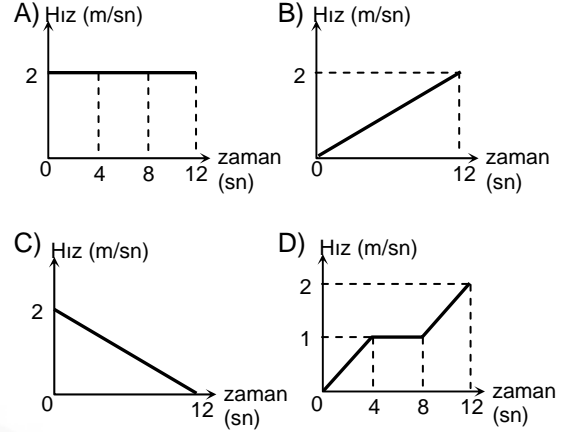 A) Hız (m/sn)
2
0
4
8
12
zaman
(sn)
B) Hız (m/sn)
2
0
12
zaman
(sn)
C) Hız (m/sn)
2
0
12
zaman
(sn)
D) Hız (m/sn)
2
1
0
4
8
12
zaman
(sn)